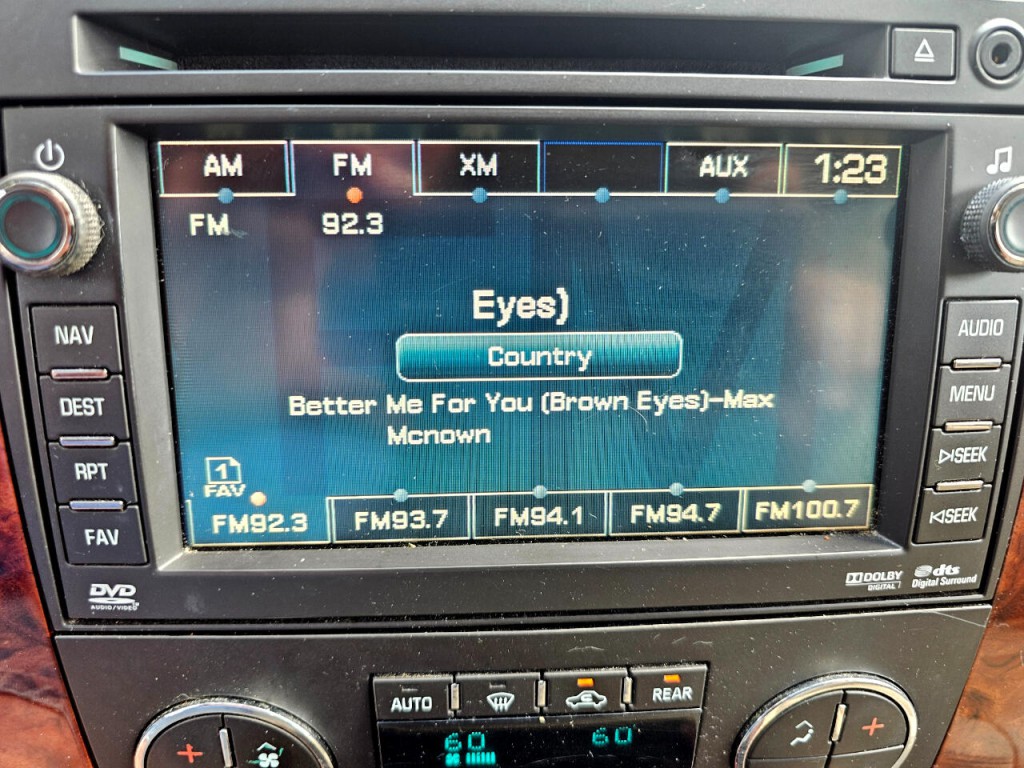 AM FM XM AUX 1:23
FM 92.3
Eyes)
Country
Better Me For You (Brown Eyes)-Max
Mcnown
1
FAV
FM92.3 FM93.7 FM94.1 FM94.7 FM100.7
NAV
DEST
RPT
FAV
AUDIO
MENU
SEEK
SEEK
DVD
AUDIO/VIDEO
DOLBY
DIGITAL
dts
Digital Surround
AUTO REAR
60 60